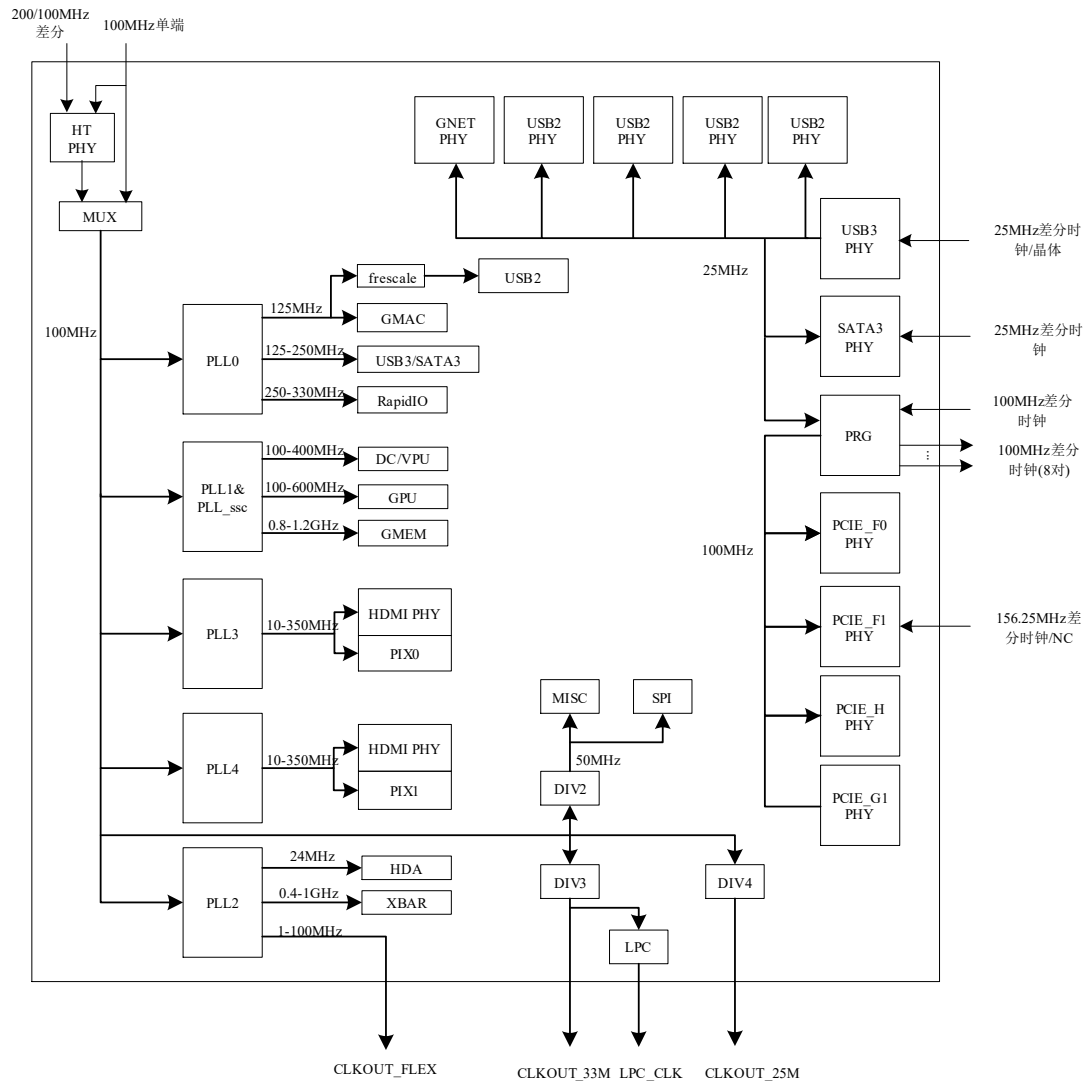 200/100MHz
差分
100MHz单端
HT
PHY
MUX
100MHz
GNET
PHY
USB2
PHY
USB2
PHY
USB2
PHY
USB2
PHY
USB3
PHY
25MHz差分时
钟/晶体
25MHz
SATA3
PHY
25MHz差分时
钟
PRG
100MHz差分
时钟
...
100MHz差分
时钟(8对)
100MHz
PCIE_F0
PHY
PCIE_F1
PHY
156.25MHz差
分时钟/NC
PCIE_H
PHY
PCIE_G1
PHY
PLL0
125MHz
frescale
USB2
GMAC
125-250MHz
USB3/SATA3
250-330MHz
RapidIO
PLL1&
PLL_ssc
100-400MHz
DC/VPU
100-600MHz
GPU
0.8-1.2GHz
GMEM
PLL3
10-350MHz
HDMI PHY
PIX0
PLL4
10-350MHz
HDMI PHY
PIX1
MISC
SPI
50MHz
DIV2
DIV3
DIV4
LPC
PLL2
24MHz
HDA
0.4-1GHz
XBAR
1-100MHz
CLKOUT_FLEX
CLKOUT_33M
LPC_CLK
CLKOUT_25M